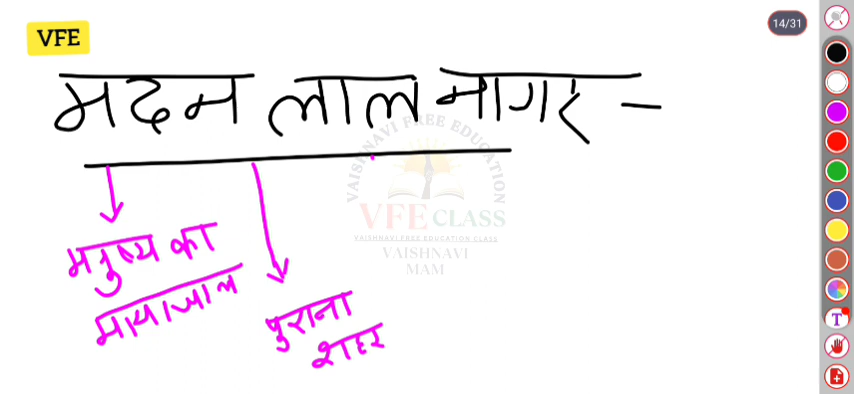 VFE
14/31
मदन लाल नागर -
मनुष्य का
मायाजाल
पुराना
शहर
VAISHNAVI FREE EDUCATION
VFE CLASS
VAISHNAVI FREE EDUCATION CLASS
VAISHNAVI
MAM
T